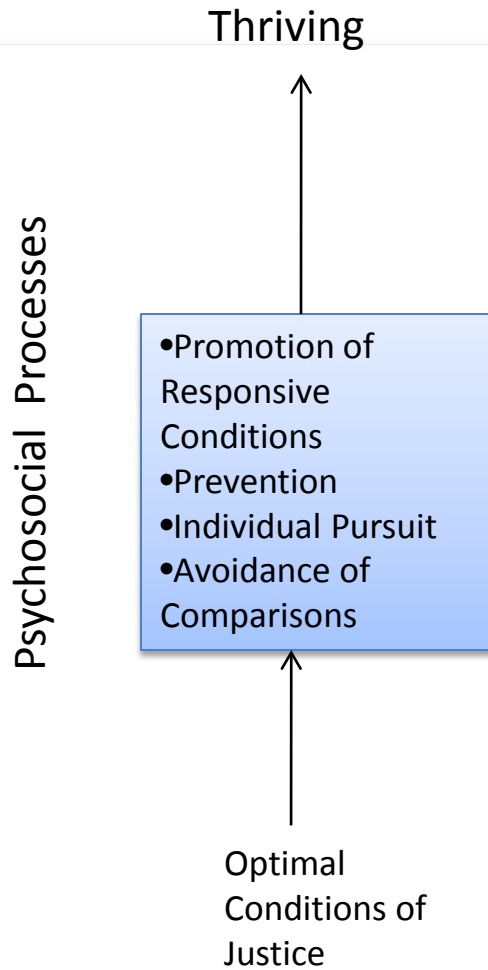 Thriving
Psychosocial Processes
•Promotion of
Responsive
Conditions
•Prevention
•Individual Pursuit
•Avoidance of
Comparisons
Optimal
Conditions of
Justice